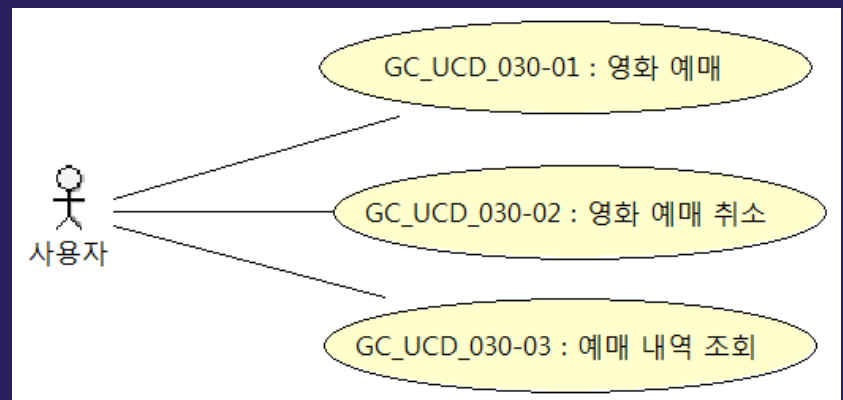 GC_UCD_030-01 : 영화 예매
GC_UCD_030-02 : 영화 예매 취소
사용자
GC_UCD_030-03 : 예매 내역 조회